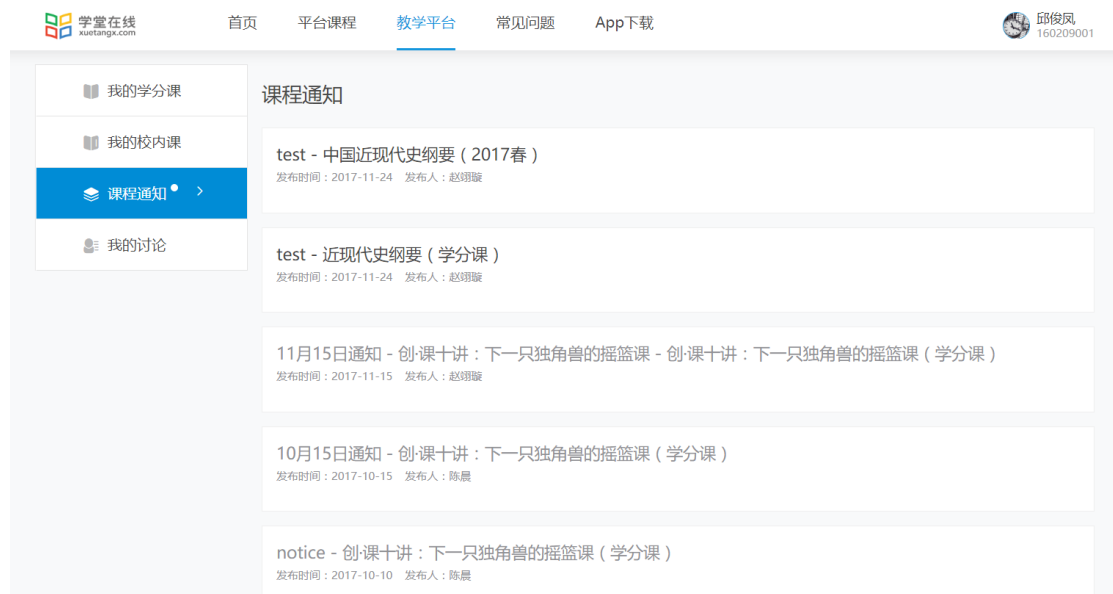 学堂在线
xuetangx.com
首页 平台课程 教学平台 常见问题 App下载
邱俊凤
160209001
我的学分课
我的校内课
课程通知
我的讨论
课程通知
test - 中国近现代史纲要（2017春）
发布时间：2017-11-24 发布人：赵翊璇
test - 近现代史纲要（学分课）
发布时间：2017-11-24 发布人：赵翊璇
11月15日通知 - 创·课十讲：下一只独角兽的摇篮课 - 创·课十讲：下一只独角兽的摇篮课（学分课）
发布时间：2017-11-15 发布人：赵翊璇
10月15日通知 - 创·课十讲：下一只独角兽的摇篮课（学分课）
发布时间：2017-10-15 发布人：陈晨
notice - 创·课十讲：下一只独角兽的摇篮课（学分课）
发布时间：2017-10-10 发布人：陈晨